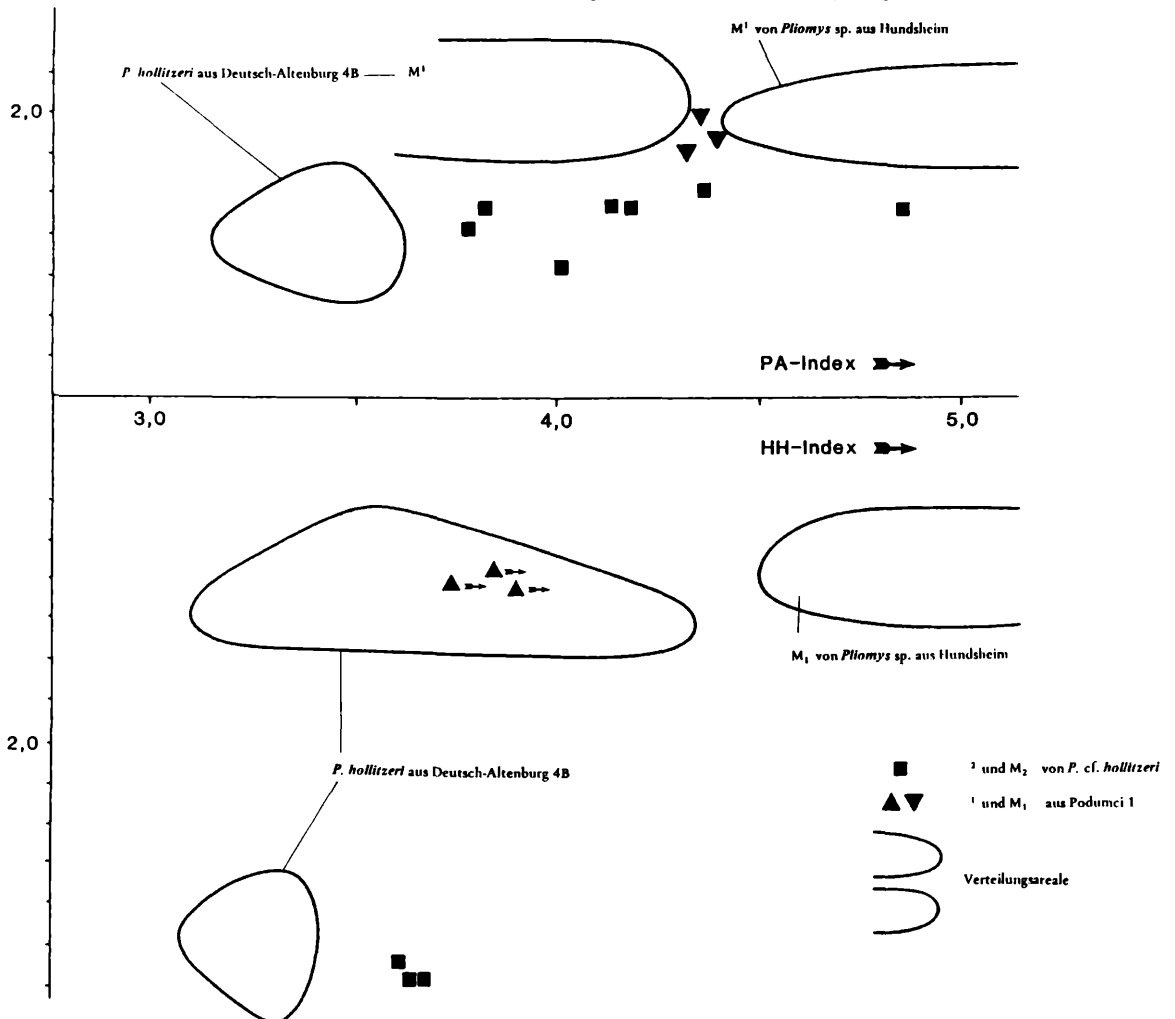 M¹ von Pliomys sp. aus Hundsheim
P. hollitzeri aus Deutsch-Altenburg 4B — M¹
2,0
PA-Index
3,0 4,0 5,0
HH-Index
M₁ von Pliomys sp. aus Hundsheim
2,0
P. hollitzeri aus Deutsch-Altenburg 4B
² und M₂ von P. cf. hollitzeri
¹ und M₁ aus Podumci 1
Verteilungsareale